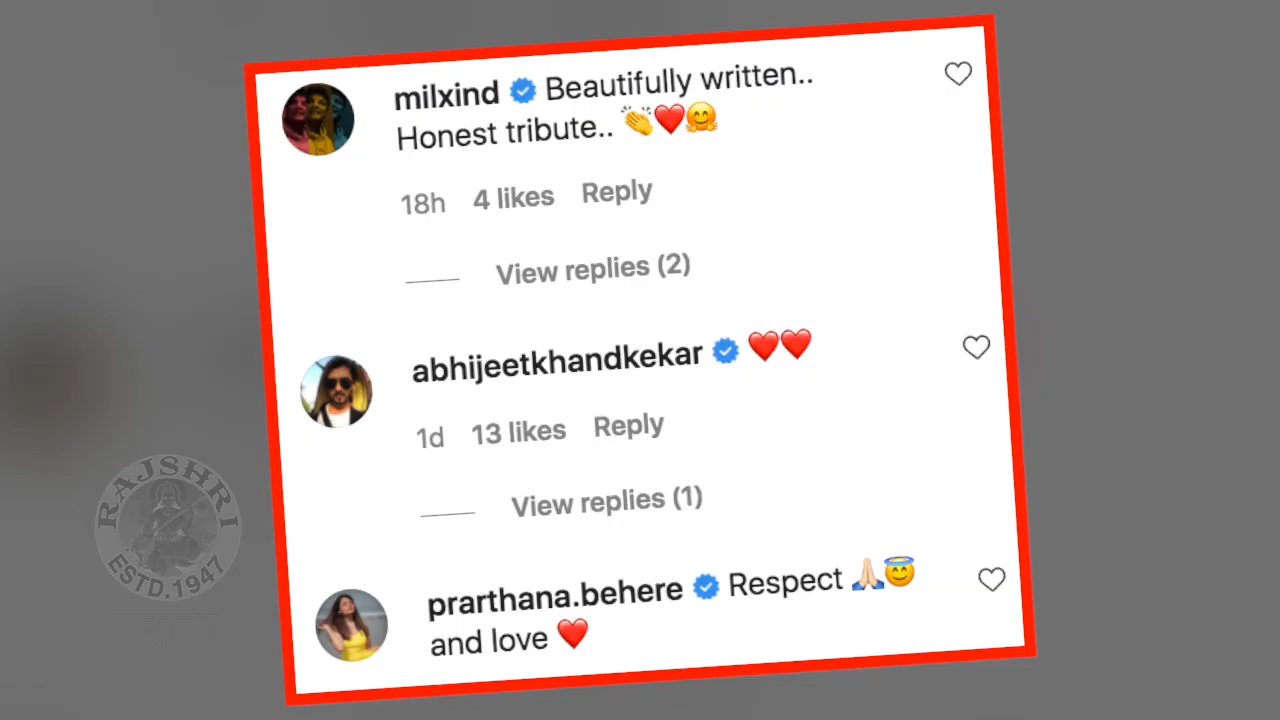 milxind Beautifully written..
Honest tribute.. 👏❤️🤗
18h 4 likes Reply
View replies (2)
abhijeetkhandkekar ❤️❤️
1d 13 likes Reply
View replies (1)
prarthana.behere Respect 🙏🏻😇
and love ❤️
RAJSHRI
ESTD.1947